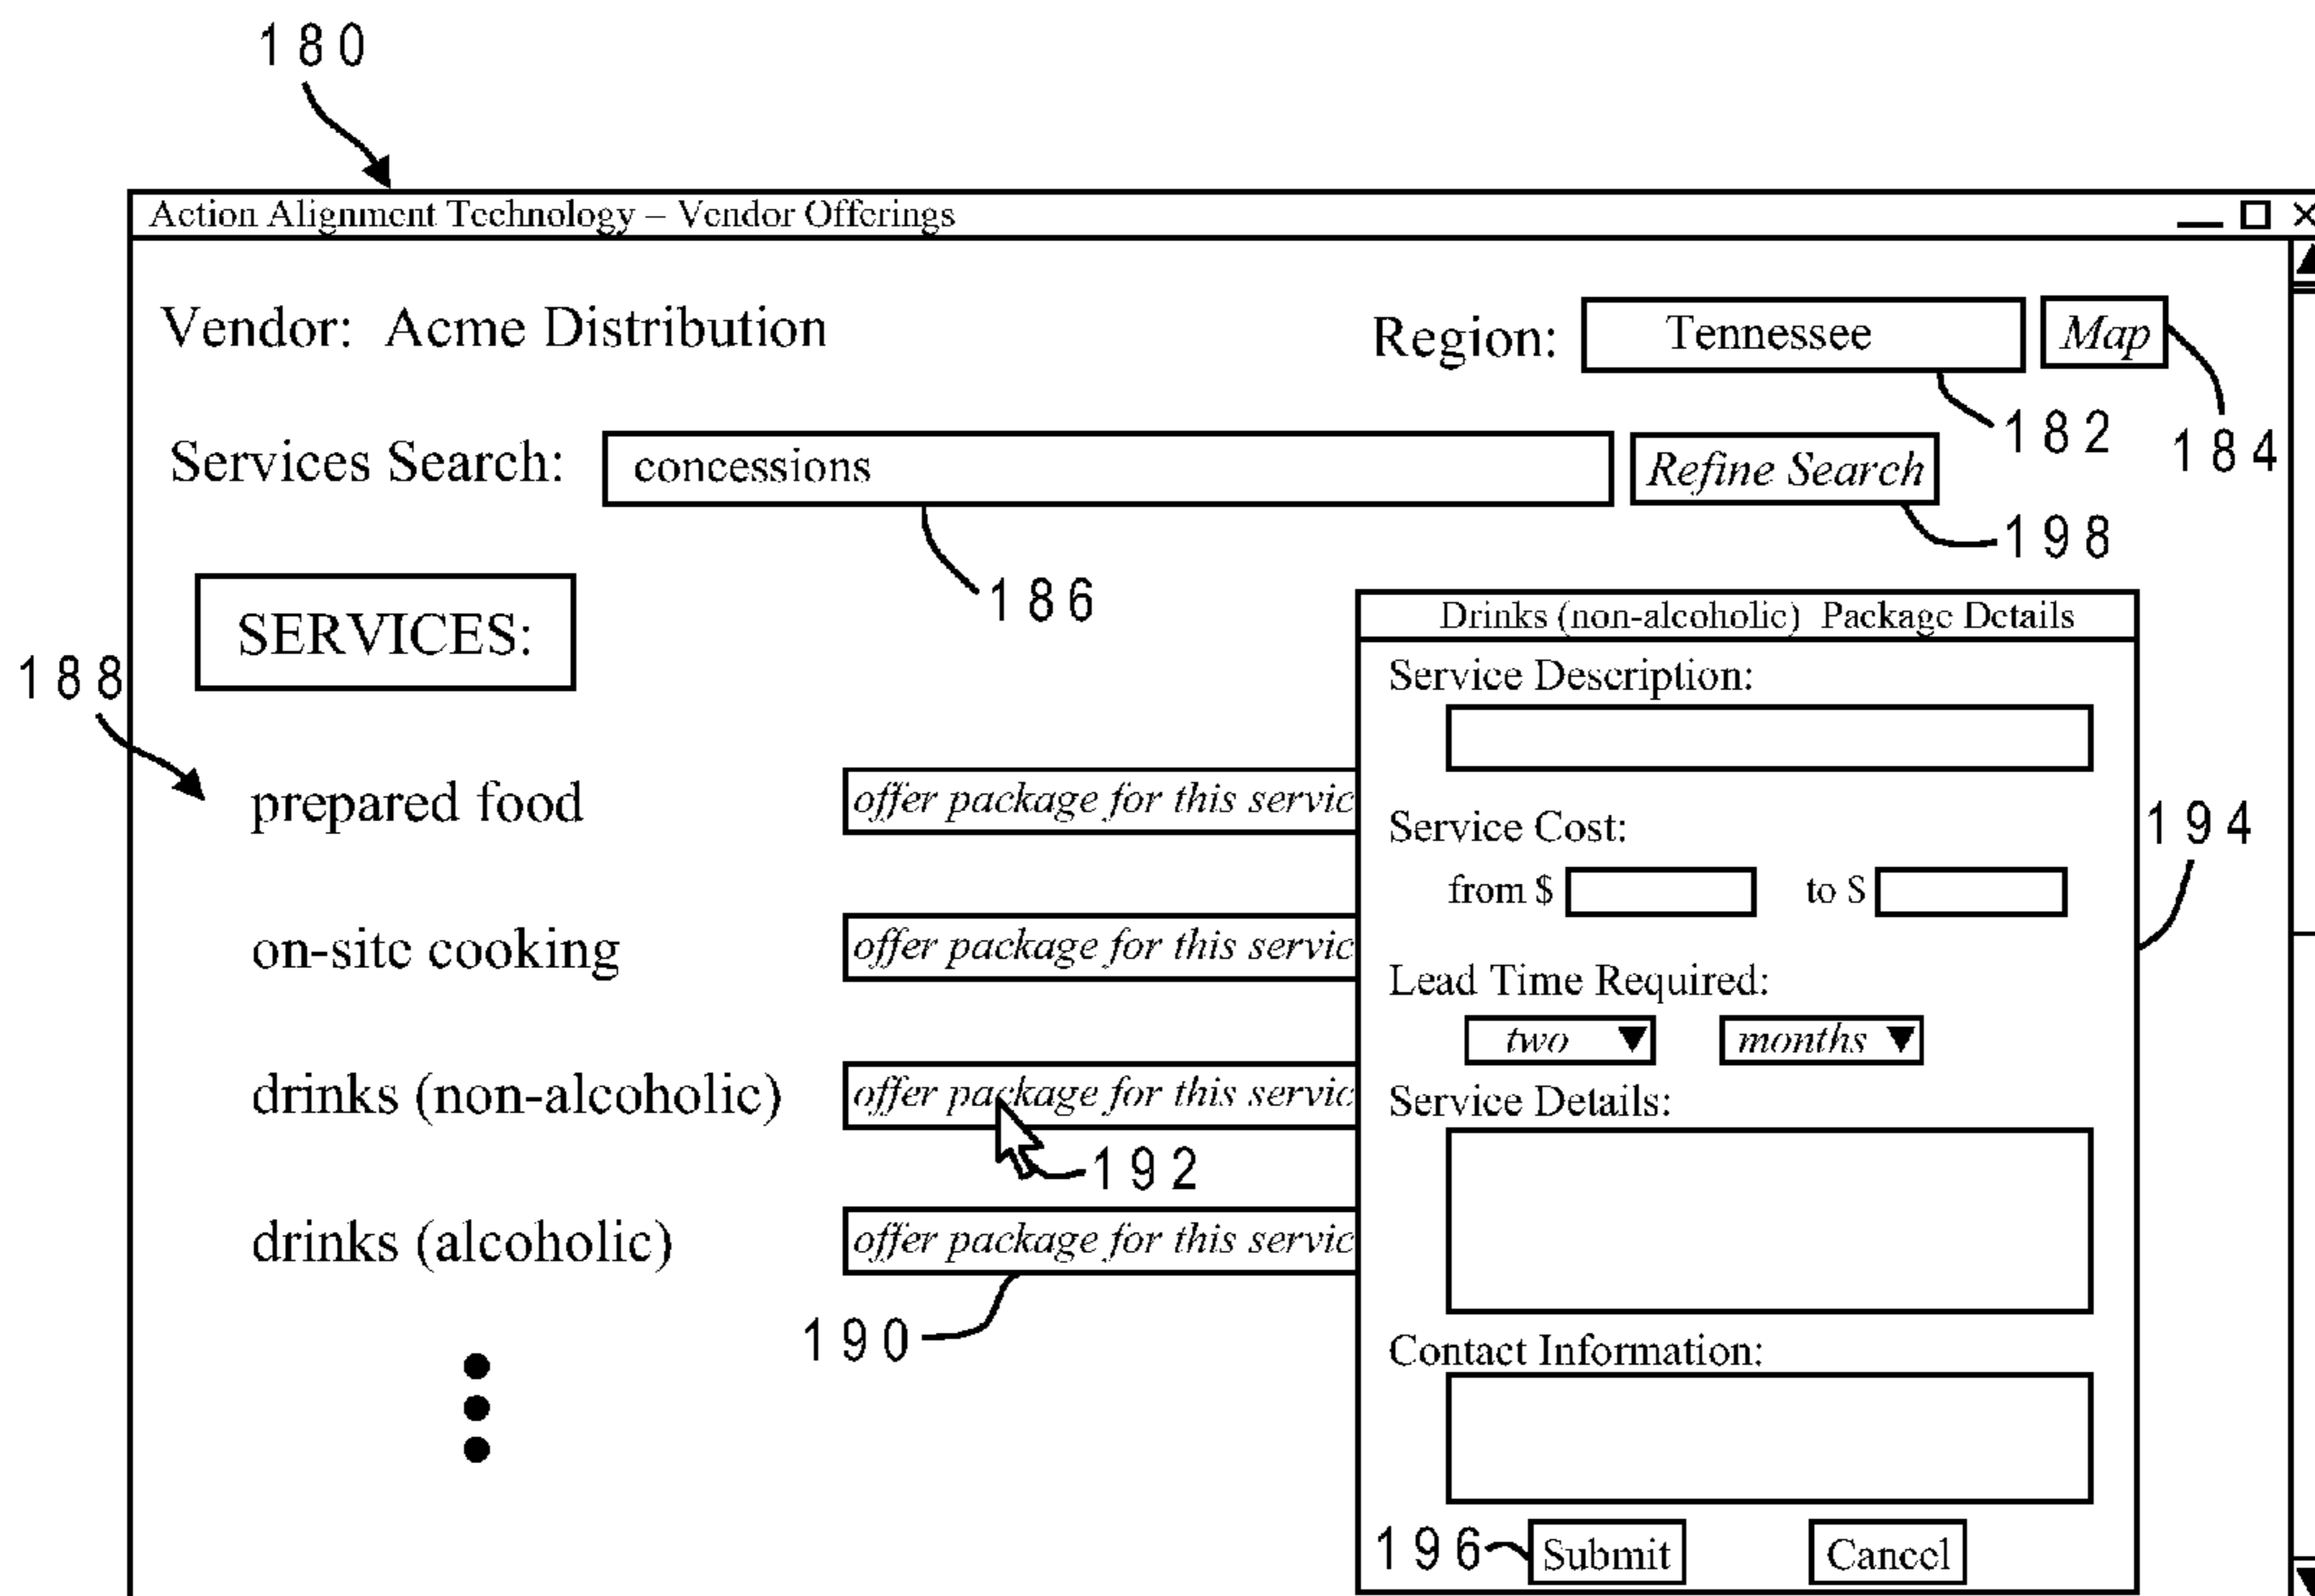 180
Action Alignment Technology – Vendor Offerings
Vendor: Acme Distribution
Region: Tennessee Map
182 184
Services Search: concessions Refine Search
198
186
SERVICES:
188
prepared food offer package for this servic
on-site cooking offer package for this servic
drinks (non-alcoholic) offer package for this servic
192
drinks (alcoholic) offer package for this servic
190
Drinks (non-alcoholic) Package Details
Service Description:
Service Cost:
194
from $ to $
Lead Time Required:
two months
Service Details:
Contact Information:
196 Submit Cancel